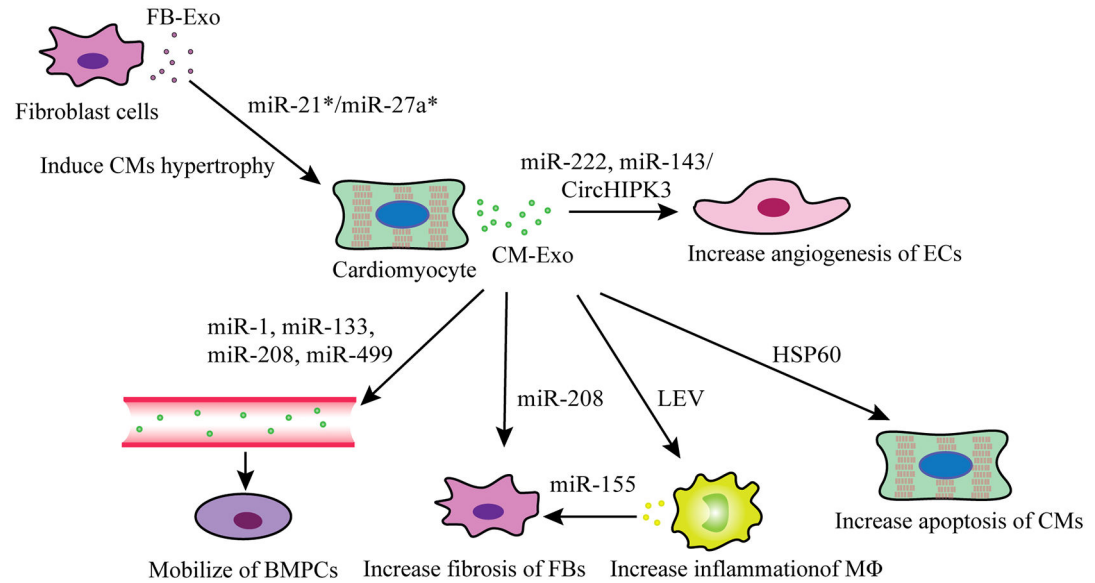 FB-Exo
Fibroblast cells
miR-21*/miR-27a*
Induce CMs hypertrophy
miR-222, miR-143/
CircHIPK3
Cardiomyocyte
CM-Exo
Increase angiogenesis of ECs
miR-1, miR-133,
miR-208, miR-499
miR-208
LEV
HSP60
miR-155
Increase apoptosis of CMs
Mobilize of BMPCs
Increase fibrosis of FBs
Increase inflammationof MΦ